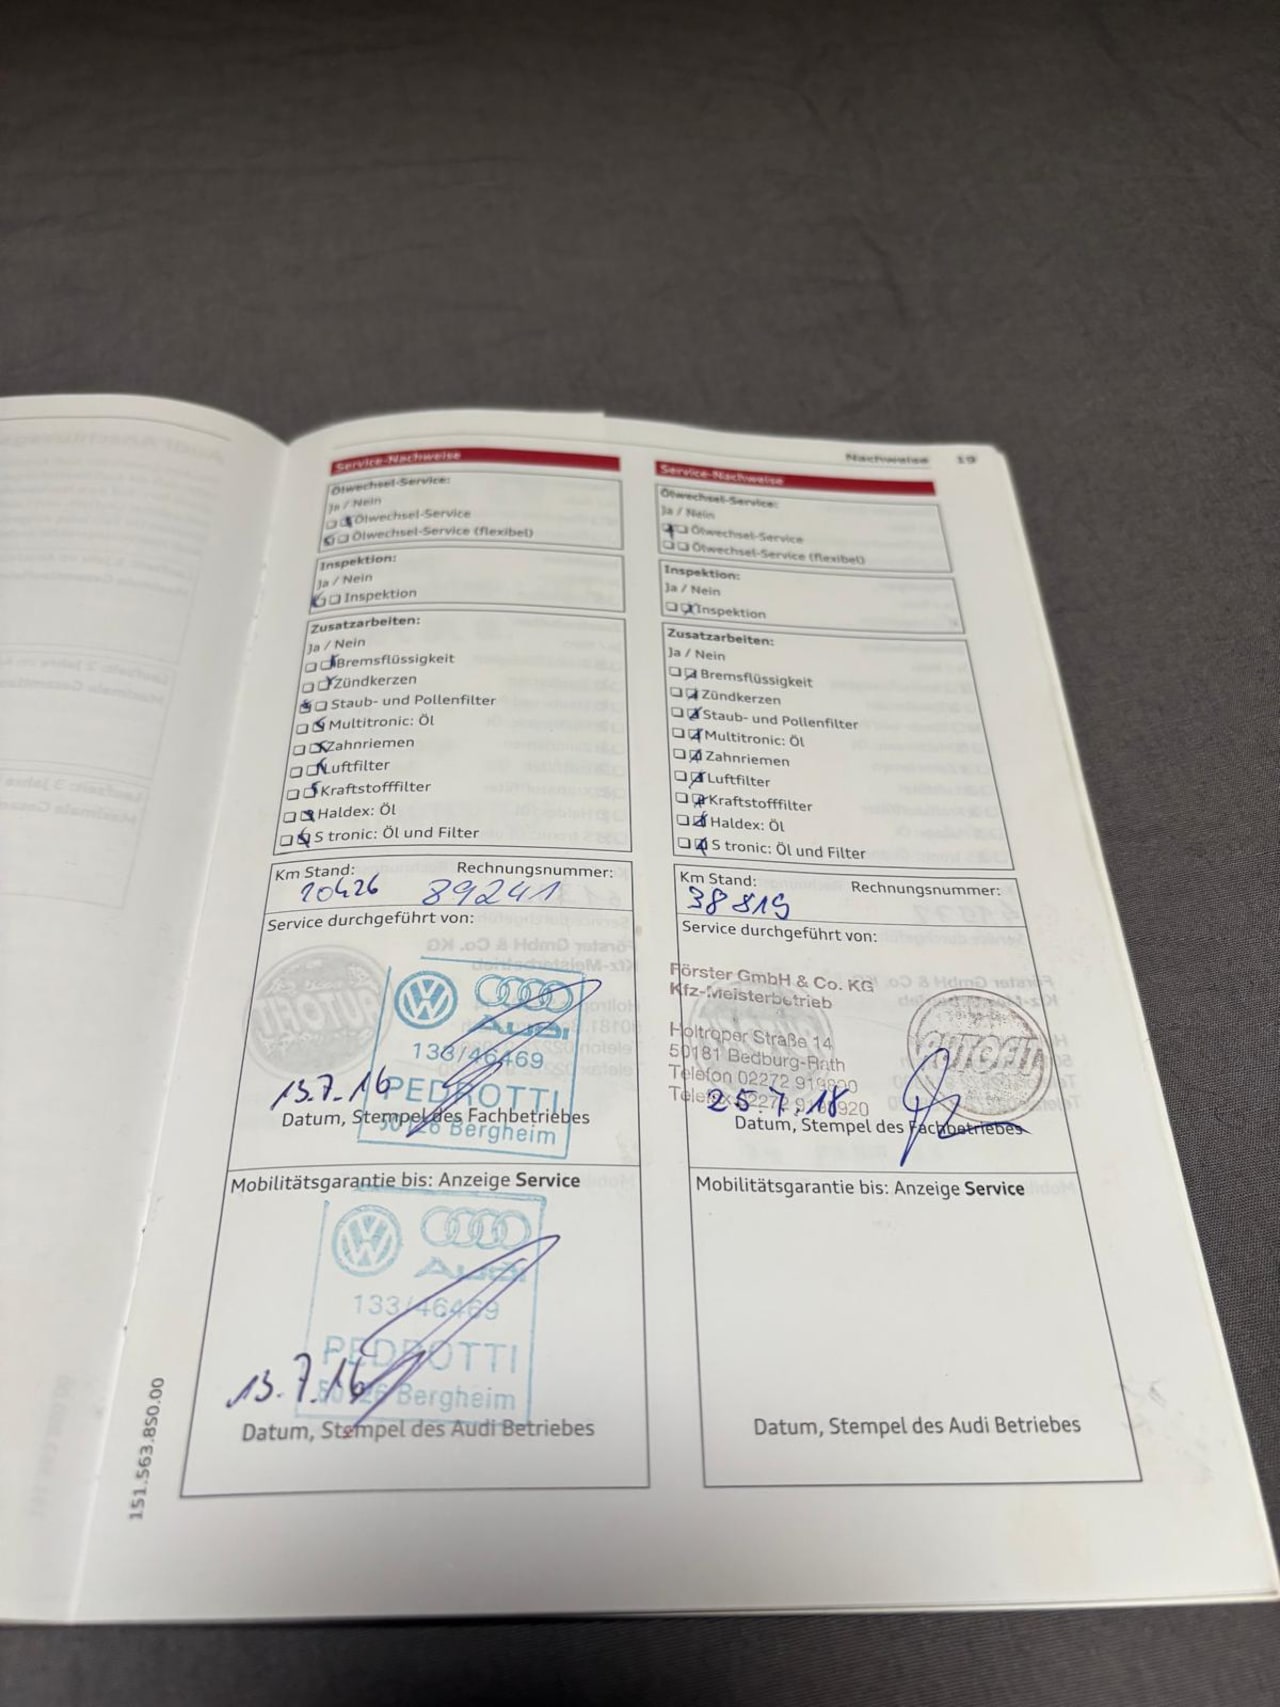 Nachweise 19
Service-Nachweise
Ölwechsel-Service:
Ja / Nein
Ölwechsel-Service
Ölwechsel-Service (flexibel)
Inspektion:
Ja / Nein
Inspektion
Zusatzarbeiten:
Ja / Nein
Bremsflüssigkeit
Zündkerzen
Staub- und Pollenfilter
Multitronic: Öl
Zahnriemen
Luftfilter
Kraftstofffilter
Haldex: Öl
S tronic: Öl und Filter
Km Stand: Rechnungsnummer:
20426 89241
Service durchgeführt von:
Audi
133/46469
13.7.16 PEDROTTI
Datum, Stempel des Fachbetriebes
50126 Bergheim
Mobilitätsgarantie bis: Anzeige Service
Audi
133/46469
PEDROTTI
13.7.16 50126 Bergheim
Datum, Stempel des Audi Betriebes
151.563.850.00
Service-Nachweise
Ölwechsel-Service:
Ja / Nein
Ölwechsel-Service
Ölwechsel-Service (flexibel)
Inspektion:
Ja / Nein
Inspektion
Zusatzarbeiten:
Ja / Nein
Bremsflüssigkeit
Zündkerzen
Staub- und Pollenfilter
Multitronic: Öl
Zahnriemen
Luftfilter
Kraftstofffilter
Haldex: Öl
S tronic: Öl und Filter
Km Stand: Rechnungsnummer:
38819
Service durchgeführt von:
Förster GmbH & Co. KG
Kfz-Meisterbetrieb
AUTOFIT
Holtroper Straße 14
50181 Bedburg-Rath
Telefon 02272
Telefax 02272
25.7.18
Datum, Stempel des Fachbetriebes
Mobilitätsgarantie bis: Anzeige Service
Datum, Stempel des Audi Betriebes